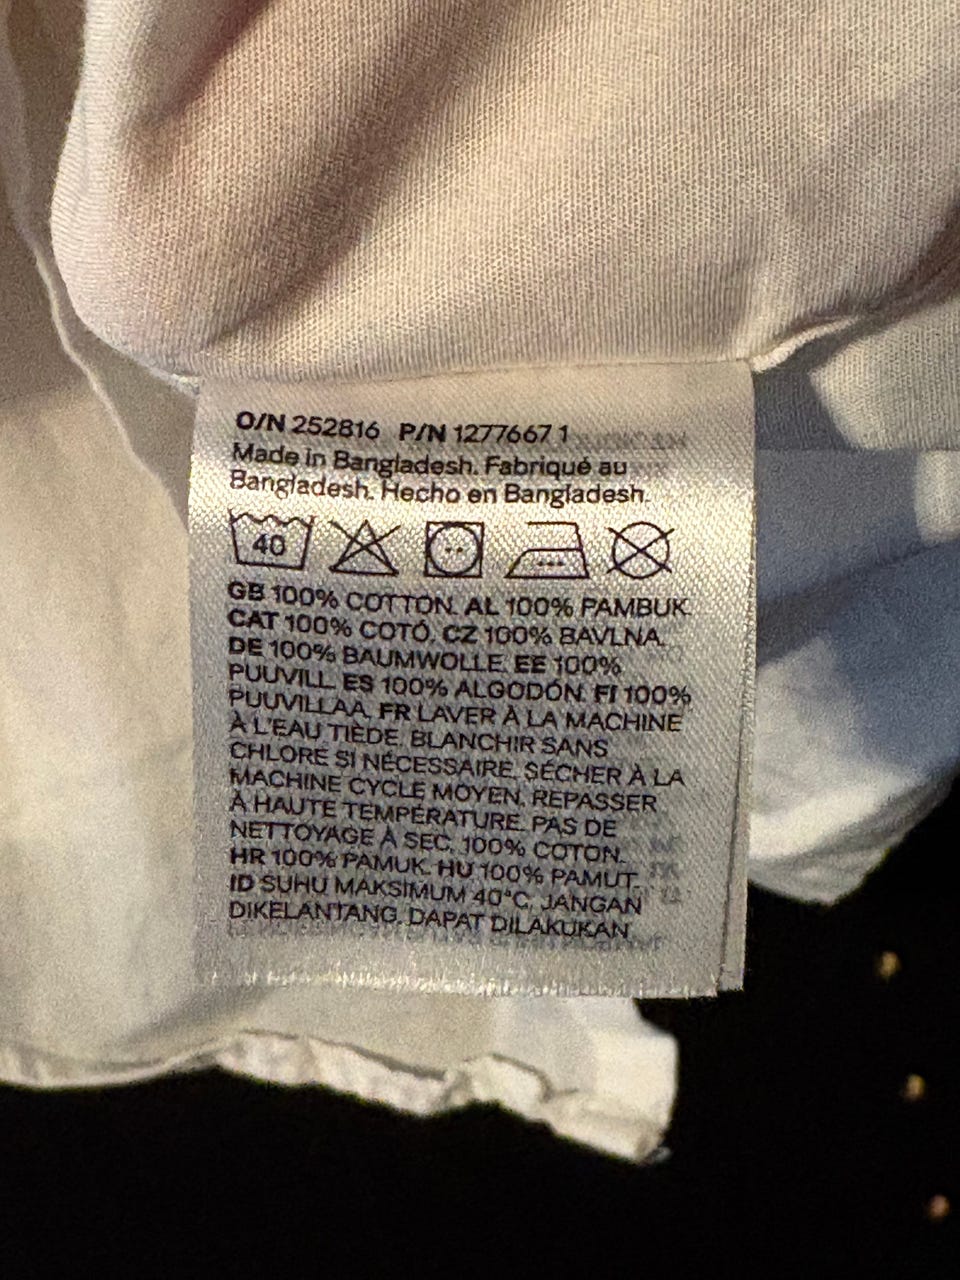 O/N 252816 P/N 1277667 1
Made in Bangladesh. Fabriqué au
Bangladesh. Hecho en Bangladesh.
40
GB 100% COTTON. AL 100% PAMBUK.
CAT 100% COTÓ. CZ 100% BAVLNA.
DE 100% BAUMWOLLE. EE 100%
PUUVILL. ES 100% ALGODÓN. FI 100%
PUUVILLAA. FR LAVER À LA MACHINE
À L'EAU TIÈDE. BLANCHIR SANS
CHLORE SI NÉCESSAIRE. SÉCHER À LA
MACHINE CYCLE MOYEN. REPASSER
À HAUTE TEMPÉRATURE. PAS DE
NETTOYAGE À SEC. 100% COTON.
HR 100% PAMUK. HU 100% PAMUT.
ID SUHU MAKSIMUM 40°C. JANGAN
DIKELANTANG. DAPAT DILAKUKAN